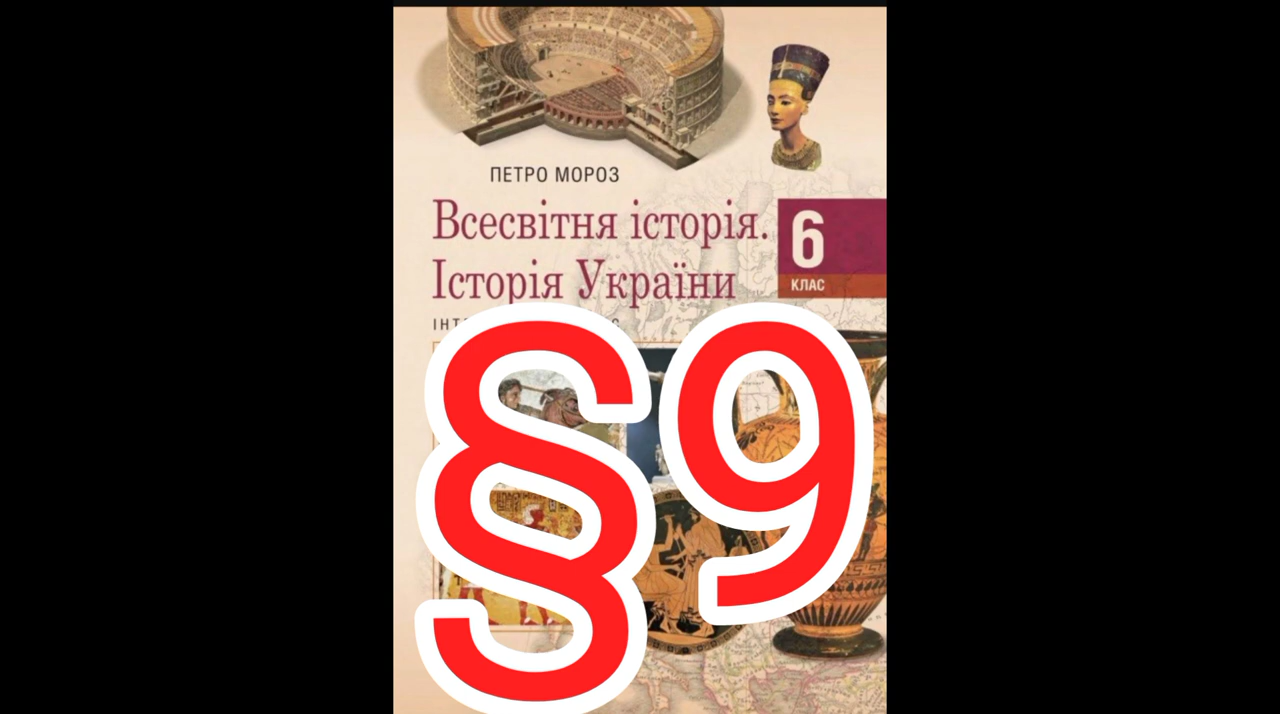 ПЕТРО МОРОЗ
Всесвітня історія.
Історія України
6
КЛАС
§9